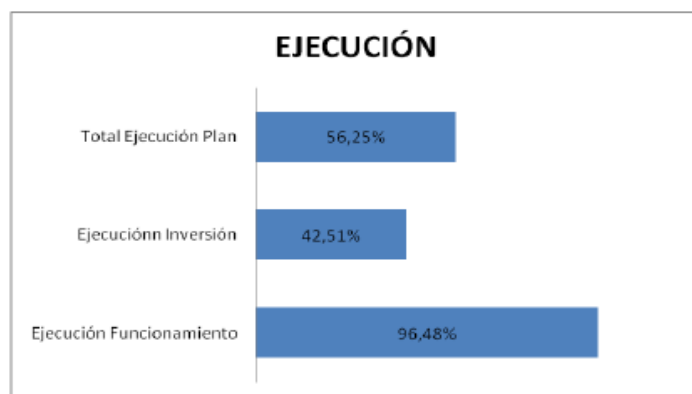 EJECUCIÓN
Total Ejecución Plan
56,25%
Ejecuciónn Inversión
42,51%
Ejecución Funcionamiento
96,48%